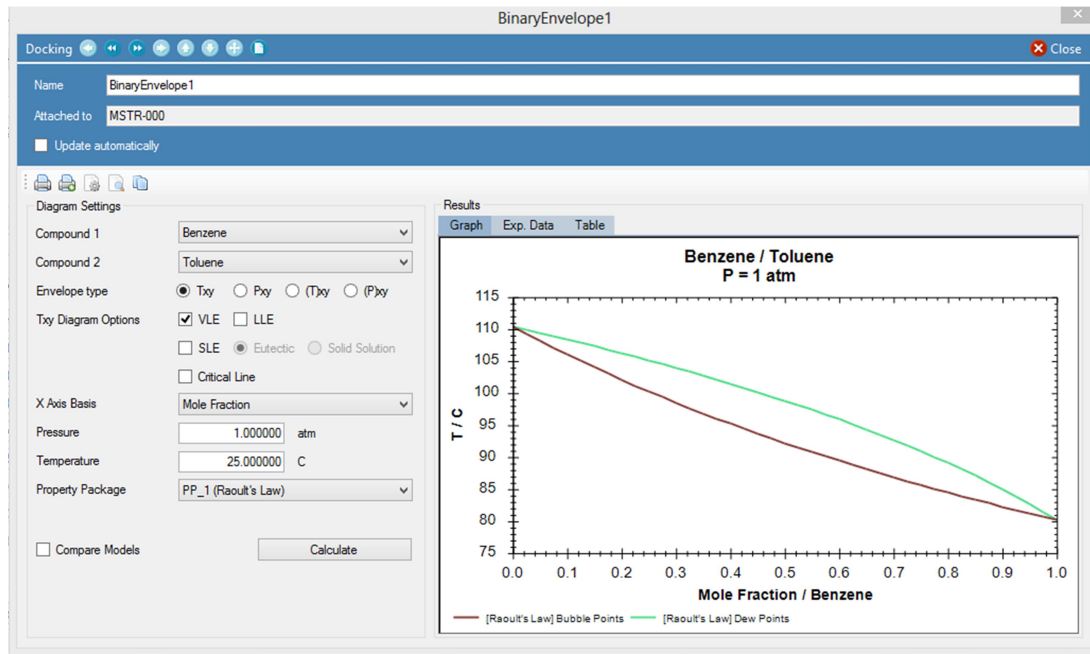 BinaryEnvelope1
Docking Close
Name BinaryEnvelope1
Attached to MSTR-000
Update automatically
Diagram Settings
Compound 1 Benzene
Compound 2 Toluene
Envelope type Txy Pxy (T)xy (P)xy
Txy Diagram Options VLE LLE
SLE Eutectic Solid Solution
Critical Line
X Axis Basis Mole Fraction
Pressure 1.000000 atm
Temperature 25.000000 C
Property Package PP_1 (Raoult's Law)
Compare Models Calculate
Results
Graph Exp. Data Table
Benzene / Toluene
P = 1 atm
115
110
105
100
95
90
85
80
75
T / C
0.0 0.1 0.2 0.3 0.4 0.5 0.6 0.7 0.8 0.9 1.0
Mole Fraction / Benzene
[Raoult's Law] Bubble Points [Raoult's Law] Dew Points